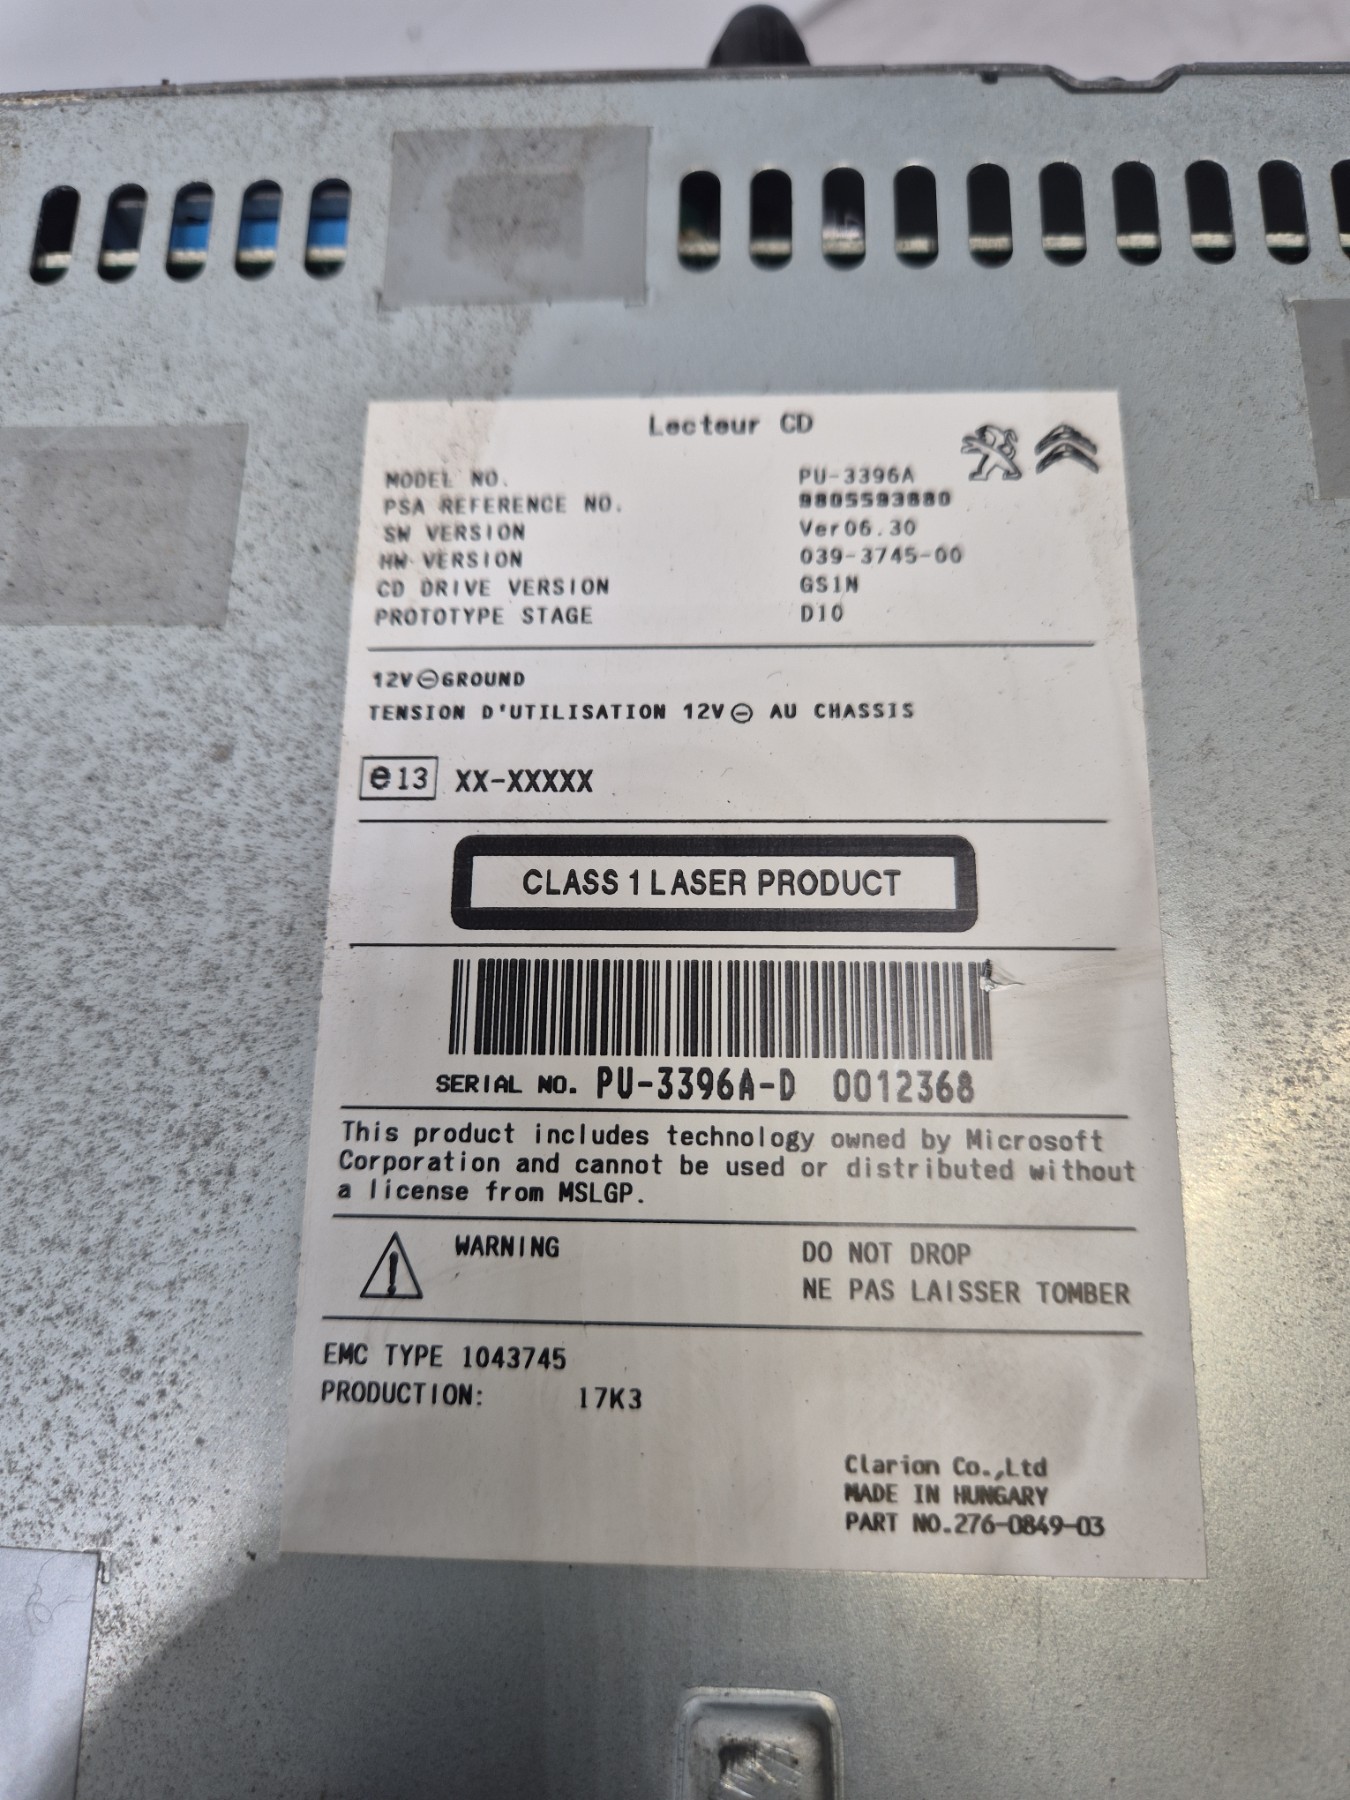 Lecteur CD
MODEL NO. PU-3396A
PSA REFERENCE NO. 9805593880
SW VERSION Ver06.30
HW VERSION 039-3745-00
CD DRIVE VERSION GS1N
PROTOTYPE STAGE D10
12V⊖GROUND
TENSION D'UTILISATION 12V⊖ AU CHASSIS
e13 XX-XXXXX
CLASS 1 LASER PRODUCT
SERIAL NO. PU-3396A-D 0012368
This product includes technology owned by Microsoft
Corporation and cannot be used or distributed without
a license from MSLGP.
WARNING DO NOT DROP
NE PAS LAISSER TOMBER
EMC TYPE 1043745
PRODUCTION: 17K3
Clarion Co.,Ltd
MADE IN HUNGARY
PART NO.276-0849-03